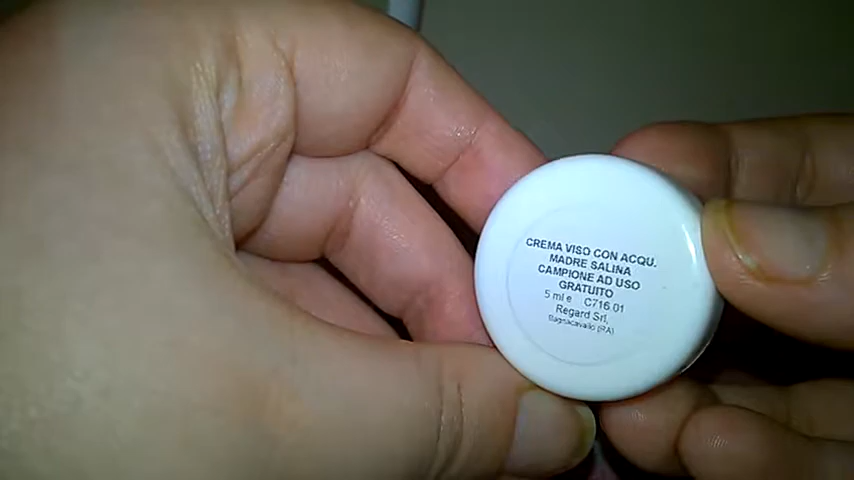 CREMA VISO CON ACQU.
MADRE SALINA
CAMPIONE AD USO
GRATUITO
5 ml e C716.01
Regard Srl,
Bagnacavallo (RA)